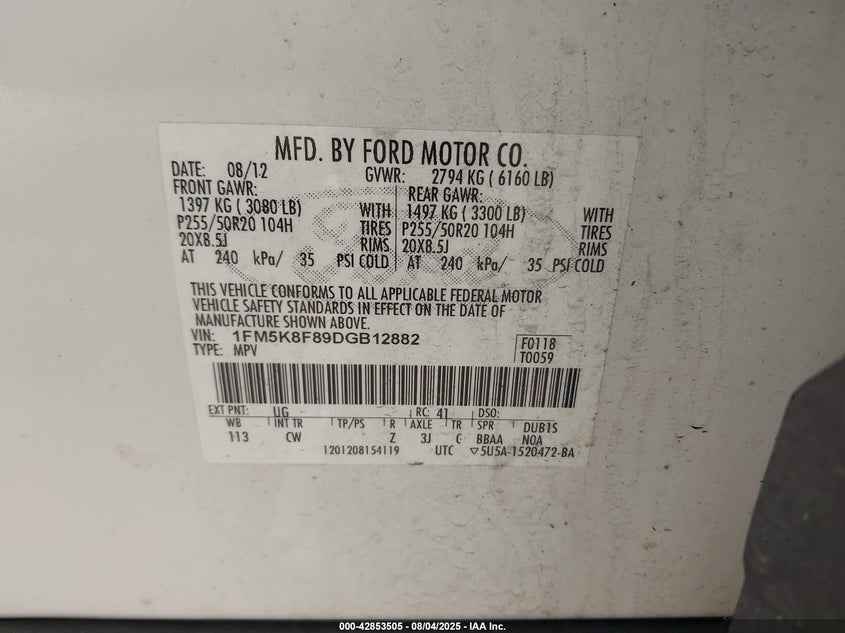 MFD. BY FORD MOTOR CO.
DATE: 08/12 GVWR: 2794 KG ( 6160 LB)
FRONT GAWR: REAR GAWR:
1397 KG ( 3080 LB) WITH 1497 KG ( 3300 LB) WITH
P255/50R20 104H TIRES P255/50R20 104H TIRES
20X8.5J RIMS 20X8.5J RIMS
AT 240 kPa/ 35 PSI COLD AT 240 kPa/ 35 PSI COLD
THIS VEHICLE CONFORMS TO ALL APPLICABLE FEDERAL MOTOR
VEHICLE SAFETY STANDARDS IN EFFECT ON THE DATE OF
MANUFACTURE SHOWN ABOVE.
VIN: 1FM5K8F89DGB12882 F0118
TYPE: MPV T0059
EXT PNT: UG RC: 41 DSO:
WB INT TR TP/PS R AXLE TR SPR DUB1S
113 CW Z 3J C BBAA NOA
1201208154119 UTC ▽5U5A-1520472-BA
000-42853505 - 08/04/2025 - IAA Inc.